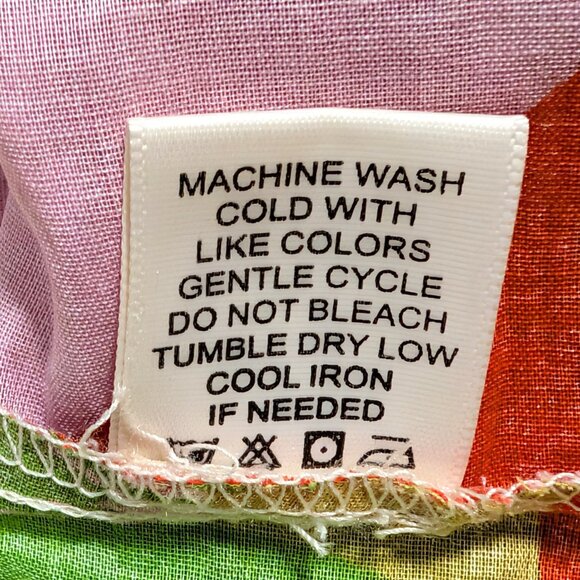 MACHINE WASH
COLD WITH
LIKE COLORS
GENTLE CYCLE
DO NOT BLEACH
TUMBLE DRY LOW
COOL IRON
IF NEEDED